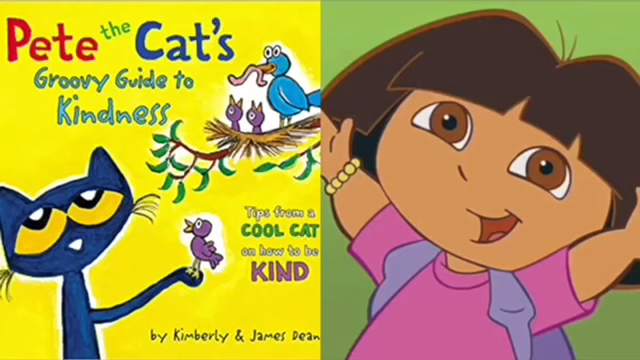 Pete the Cat's
Groovy Guide to
Kindness
Tips from a
COOL CAT
on how to be
KIND
by Kimberly & James Dean